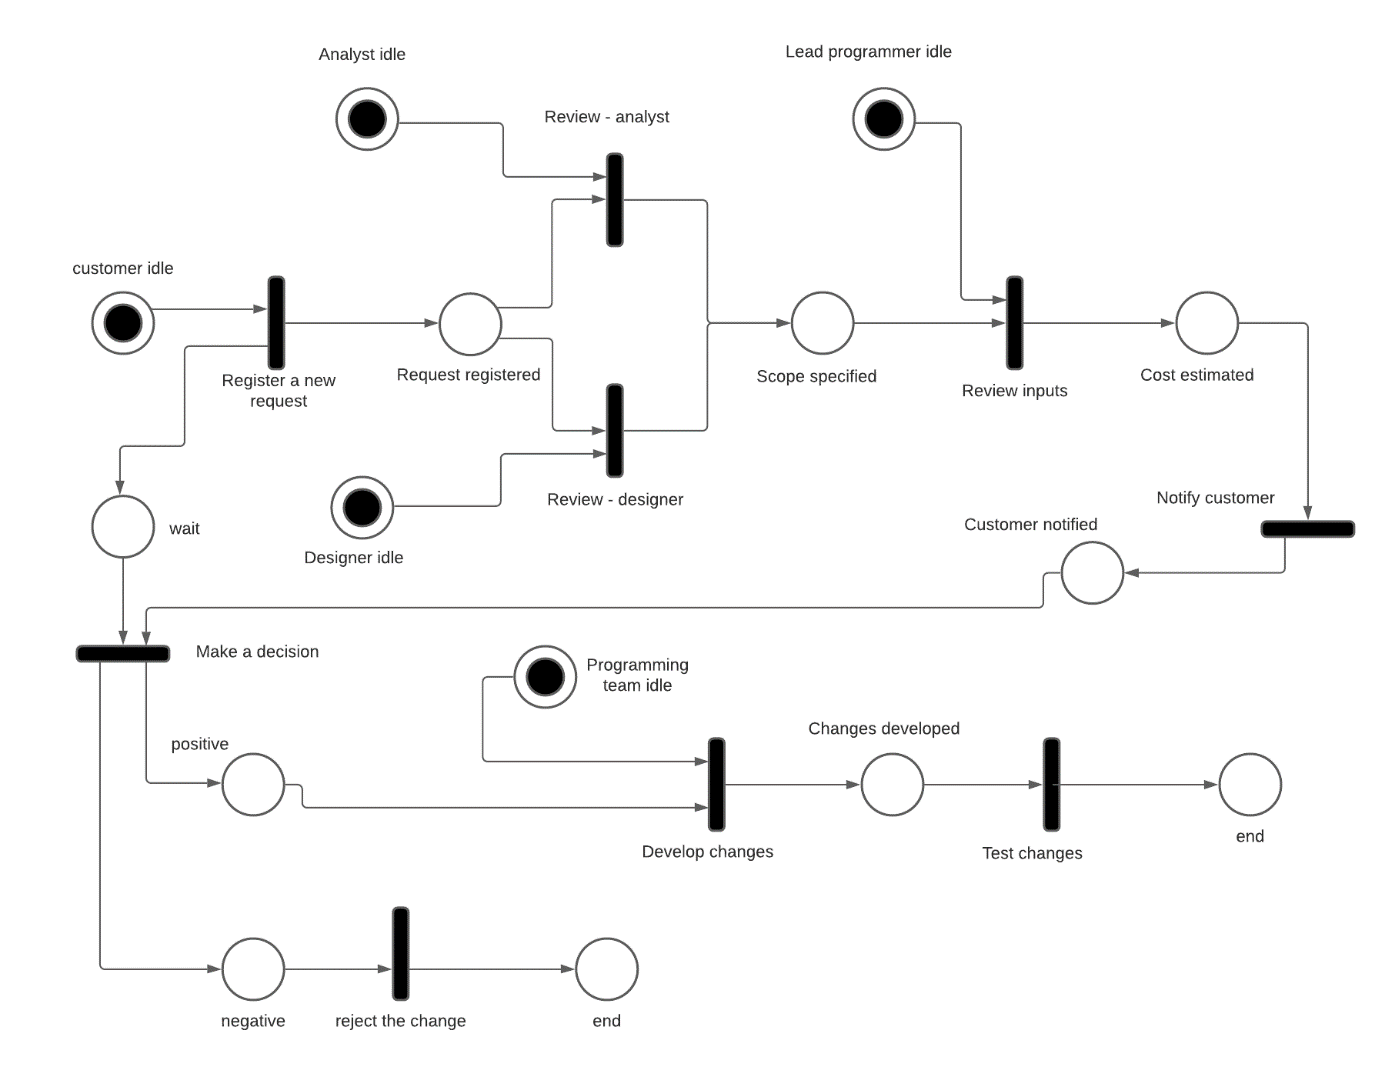 Lead programmer idle
Analyst idle
Review - analyst
customer idle
Register a new
request
Request registered
Scope specified
Review inputs
Cost estimated
Review - designer
Designer idle
Notify customer
Customer notified
wait
Make a decision
Programming
team idle
positive
Changes developed
Develop changes
Test changes
end
negative
reject the change
end